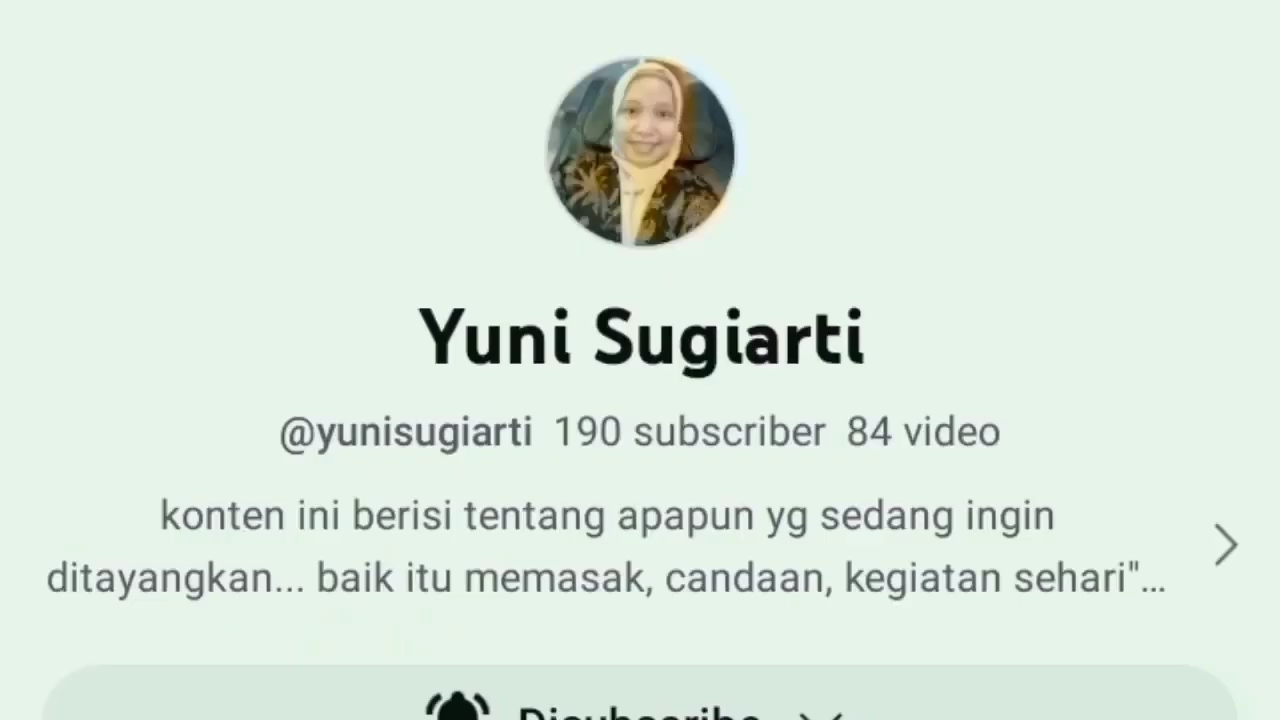 Yuni Sugiarti
@yunisugiarti 190 subscriber 84 video
konten ini berisi tentang apapun yg sedang ingin
ditayangkan... baik itu memasak, candaan, kegiatan sehari"...
Disubscribe